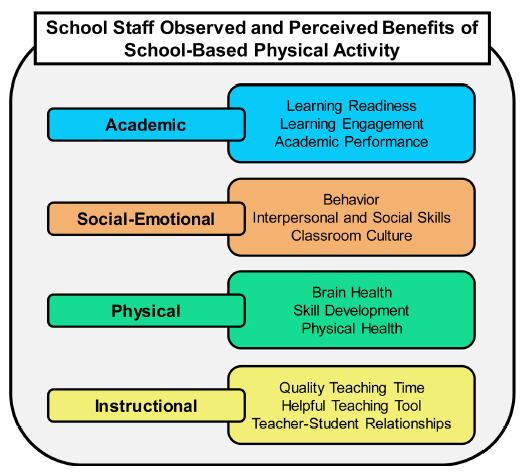 School Staff Observed and Perceived Benefits of
School-Based Physical Activity
Academic
Learning Readiness
Learning Engagement
Academic Performance
Social-Emotional
Behavior
Interpersonal and Social Skills
Classroom Culture
Physical
Brain Health
Skill Development
Physical Health
Instructional
Quality Teaching Time
Helpful Teaching Tool
Teacher-Student Relationships